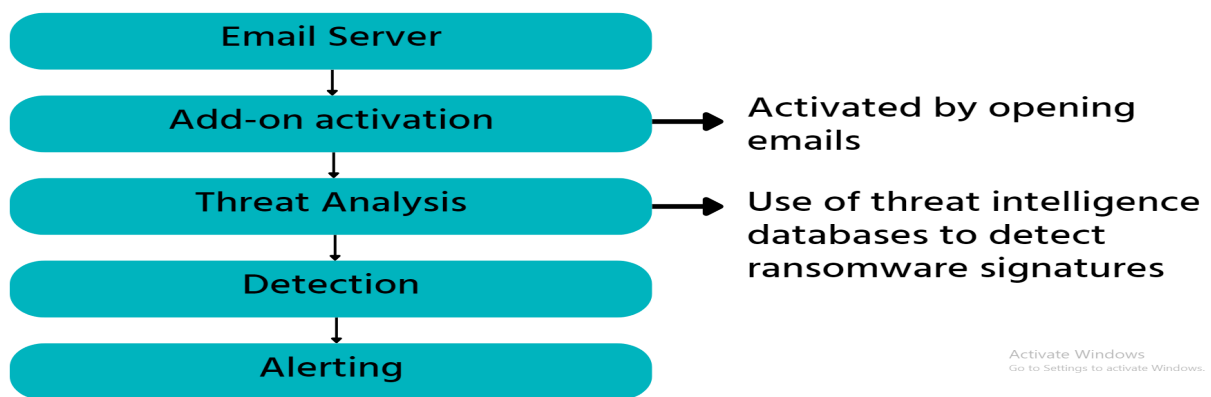 Email Server
Add-on activation
Activated by opening
emails
Threat Analysis
Use of threat intelligence
databases to detect
ransomware signatures
Detection
Alerting
Activate Windows
Go to Settings to activate Windows.